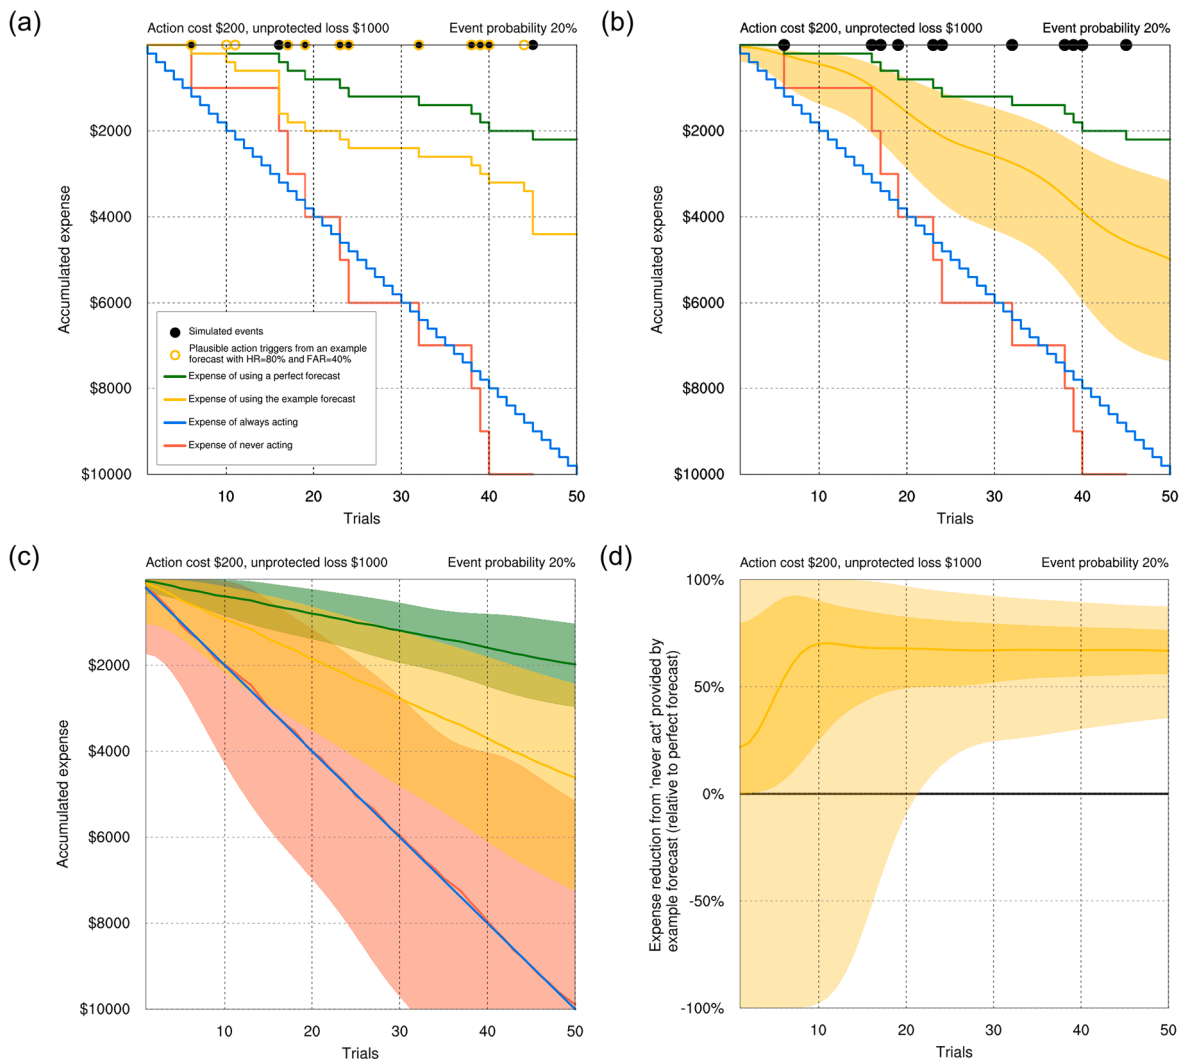 (a)
Action cost $200, unprotected loss $1000 Event probability 20%
Accumulated expense
$2000
$4000
$6000
$8000
$10000
Simulated events
Plausible action triggers from an example
forecast with HR=80% and FAR=40%
Expense of using a perfect forecast
Expense of using the example forecast
Expense of always acting
Expense of never acting
10 20 30 40 50
Trials
(b)
Action cost $200, unprotected loss $1000 Event probability 20%
Accumulated expense
$2000
$4000
$6000
$8000
$10000
10 20 30 40 50
Trials
(c)
Action cost $200, unprotected loss $1000 Event probability 20%
Accumulated expense
$2000
$4000
$6000
$8000
$10000
10 20 30 40 50
Trials
(d)
Action cost $200, unprotected loss $1000 Event probability 20%
Expense reduction from 'never act' provided by
example forecast (relative to perfect forecast)
100%
50%
0%
-50%
-100%
10 20 30 40 50
Trials